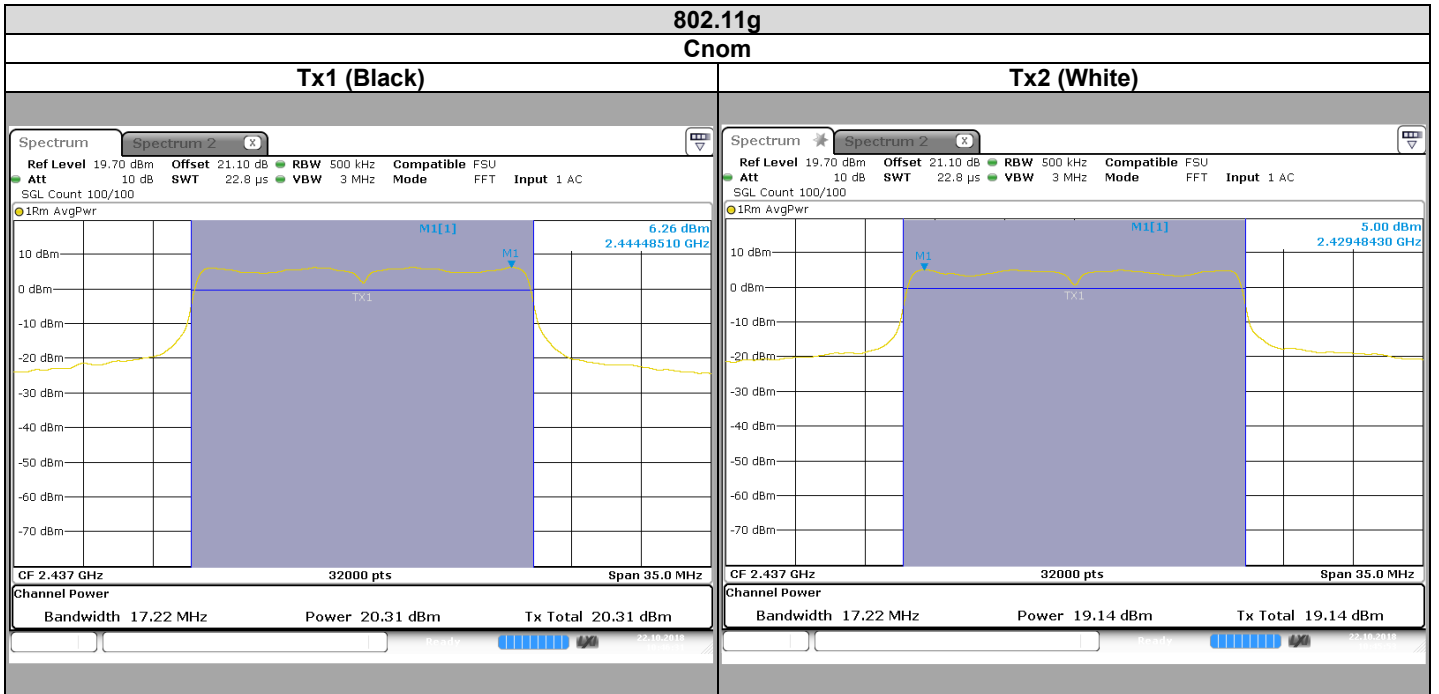 802.11g
Cnom
Tx1 (Black)
Tx2 (White)
Spectrum
Spectrum 2
X
Ref Level 19.70 dBm Offset 21.10 dB RBW 500 kHz Compatible FSU
Att 10 dB SWT 22.8 µs VBW 3 MHz Mode FFT Input 1 AC
SGL Count 100/100
1Rm AvgPwr
M1[1] 6.26 dBm
2.44448510 GHz
10 dBm
M1
0 dBm
TX1
-10 dBm
-20 dBm
-30 dBm
-40 dBm
-50 dBm
-60 dBm
-70 dBm
CF 2.437 GHz 32000 pts Span 35.0 MHz
Channel Power
Bandwidth 17.22 MHz Power 20.31 dBm Tx Total 20.31 dBm
Ready
22.10.2018
Spectrum
Spectrum 2
X
Ref Level 19.70 dBm Offset 21.10 dB RBW 500 kHz Compatible FSU
Att 10 dB SWT 22.8 µs VBW 3 MHz Mode FFT Input 1 AC
SGL Count 100/100
1Rm AvgPwr
M1[1] 5.00 dBm
2.42948430 GHz
10 dBm
M1
0 dBm
TX1
-10 dBm
-20 dBm
-30 dBm
-40 dBm
-50 dBm
-60 dBm
-70 dBm
CF 2.437 GHz 32000 pts Span 35.0 MHz
Channel Power
Bandwidth 17.22 MHz Power 19.14 dBm Tx Total 19.14 dBm
Ready
22.10.2018